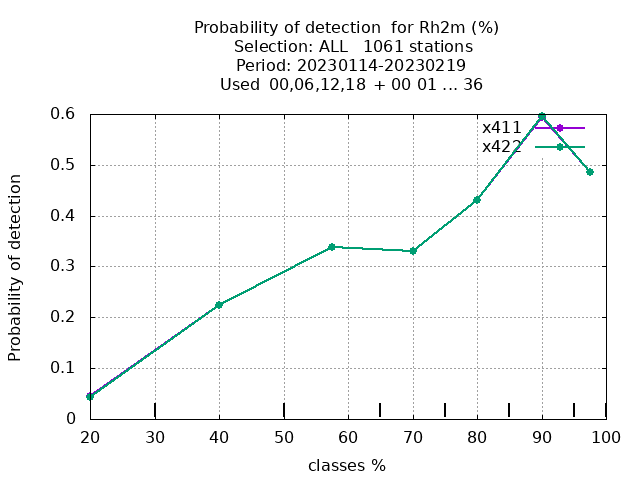 Probability of detection  for Rh2m (%)
Selection: ALL   1061 stations
Period: 20230114-20230219
Used  00,06,12,18  + 00 01 ... 36
x411
x422
Probability of detection
0.6
0.5
0.4
0.3
0.2
0.1
0
20 30 40 50 60 70 80 90 100
classes %